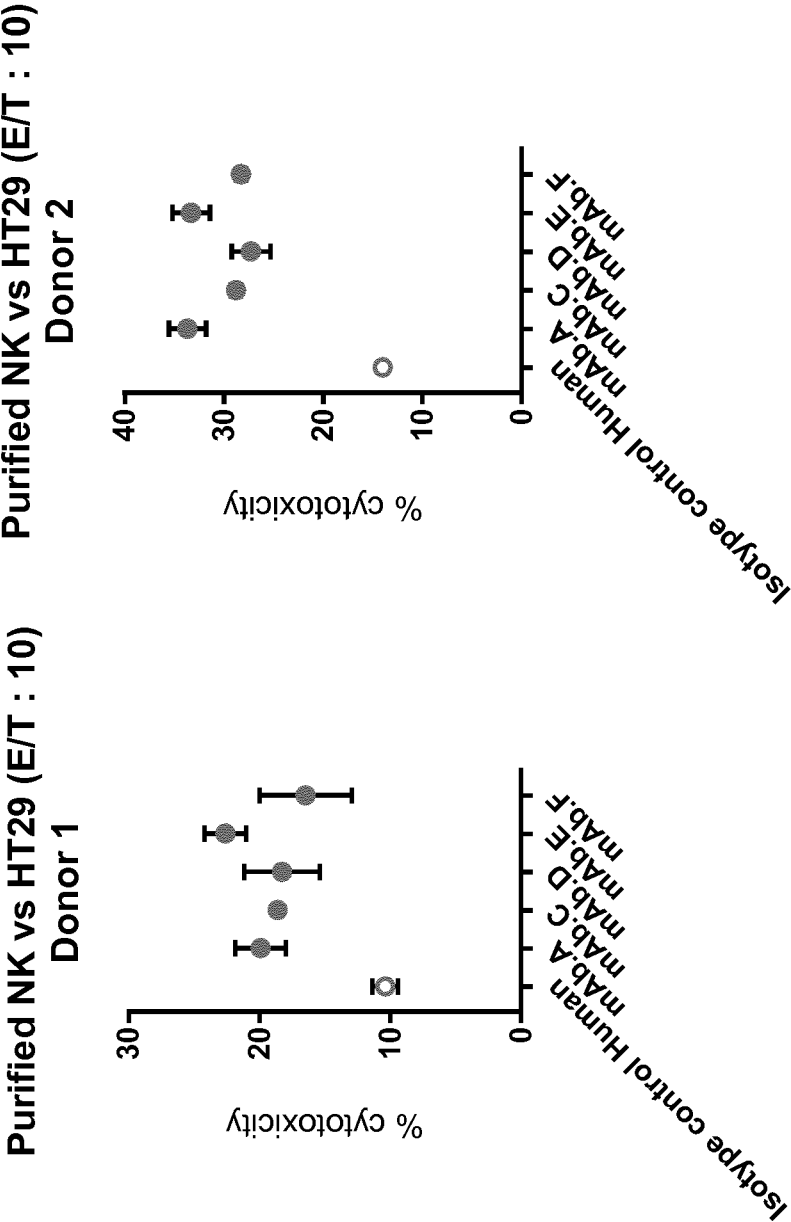 Purified NK vs HT29 (E/T : 10)
Donor 1
% cytotoxicity
30
20
10
0
Isotype control Human
mAb.A
mAb.C
mAb.D
mAb.E
mAb.F
Purified NK vs HT29 (E/T : 10)
Donor 2
% cytotoxicity
40
30
20
10
0
Isotype control Human
mAb.A
mAb.C
mAb.D
mAb.E
mAb.F